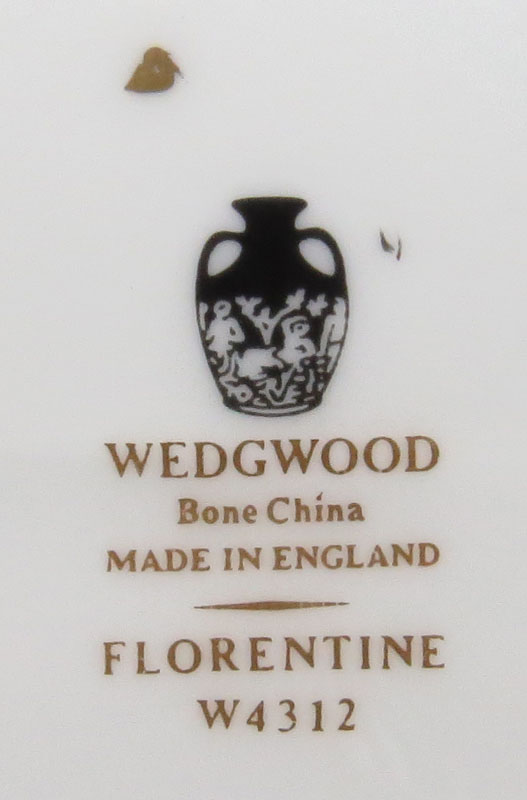 WEDGWOOD
Bone China
MADE IN ENGLAND
FLORENTINE
W4312